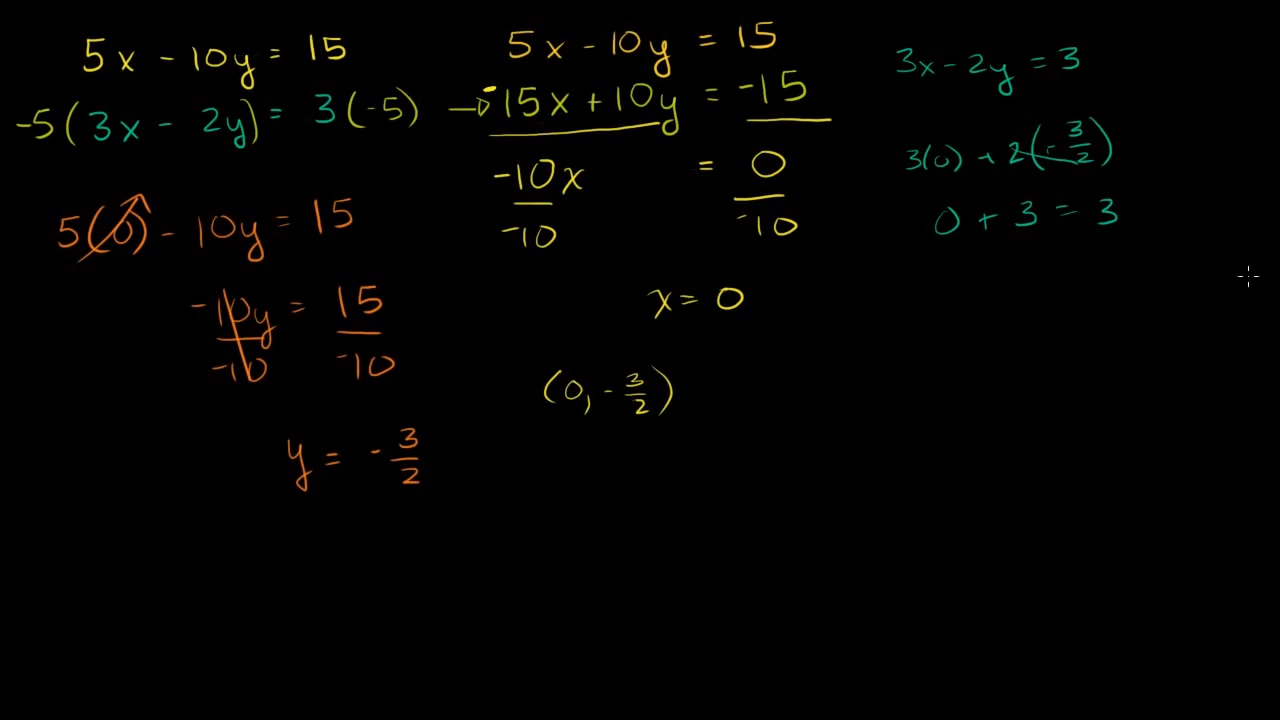 5x - 10y = 15
-5(3x - 2y) = 3(-5)
5(0) - 10y = 15
-10y = 15
-10 -10
y = -3/2
5x - 10y = 15
→ -15x + 10y = -15
-10x = 0
-10 -10
x = 0
(0, -3/2)
3x - 2y = 3
3(0) + 2(-3/2)
0 + 3 = 3